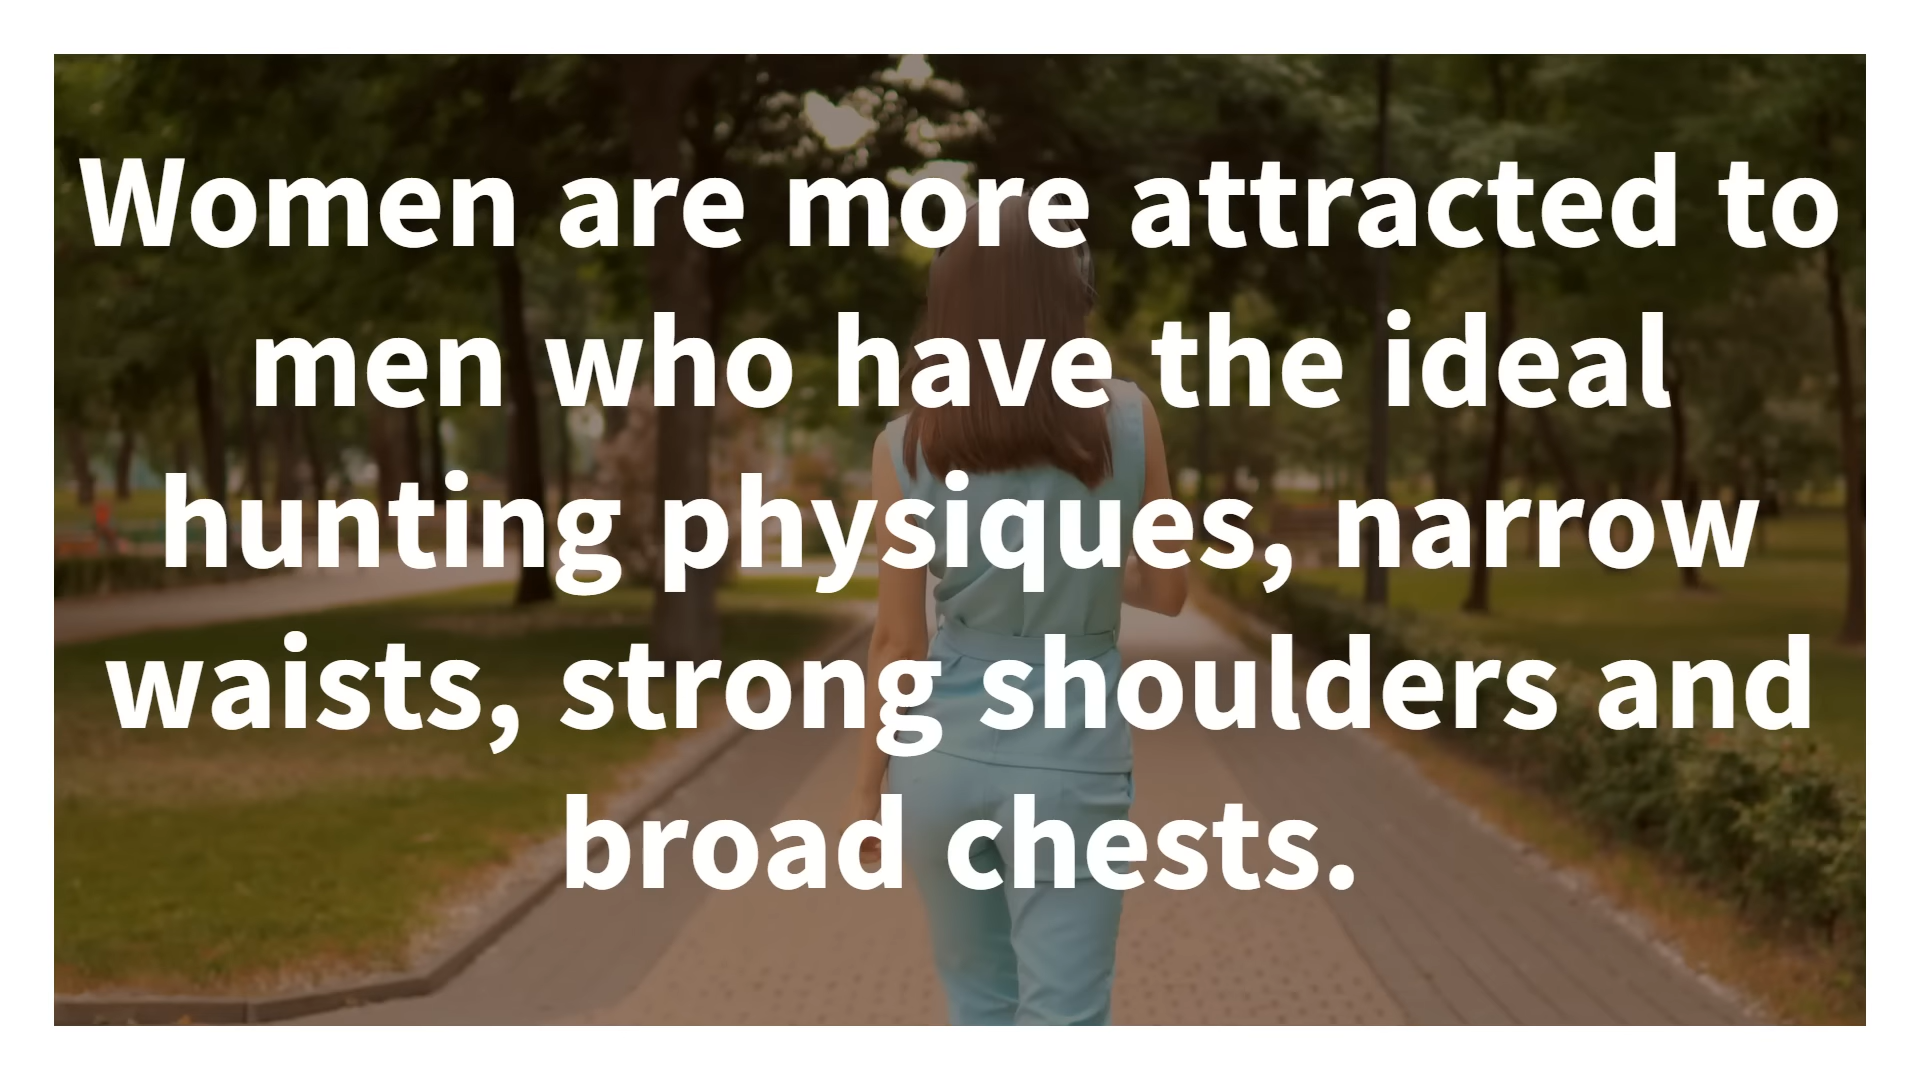 Women are more attracted to
men who have the ideal
hunting physiques, narrow
waists, strong shoulders and
broad chests.